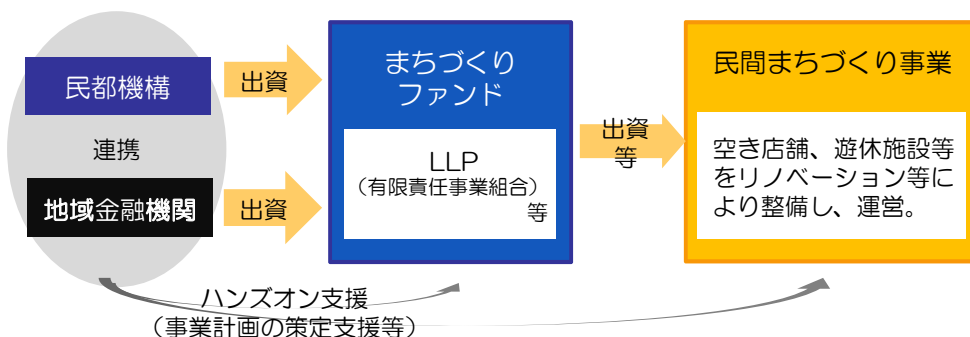 民都機構
連携
地域金融機関
出資
出資
まちづくり
ファンド
LLP
（有限責任事業組合）
等
出資
等
民間まちづくり事業
空き店舗、遊休施設等
をリノベーション等に
より整備し、運営。
ハンズオン支援
（事業計画の策定支援等）